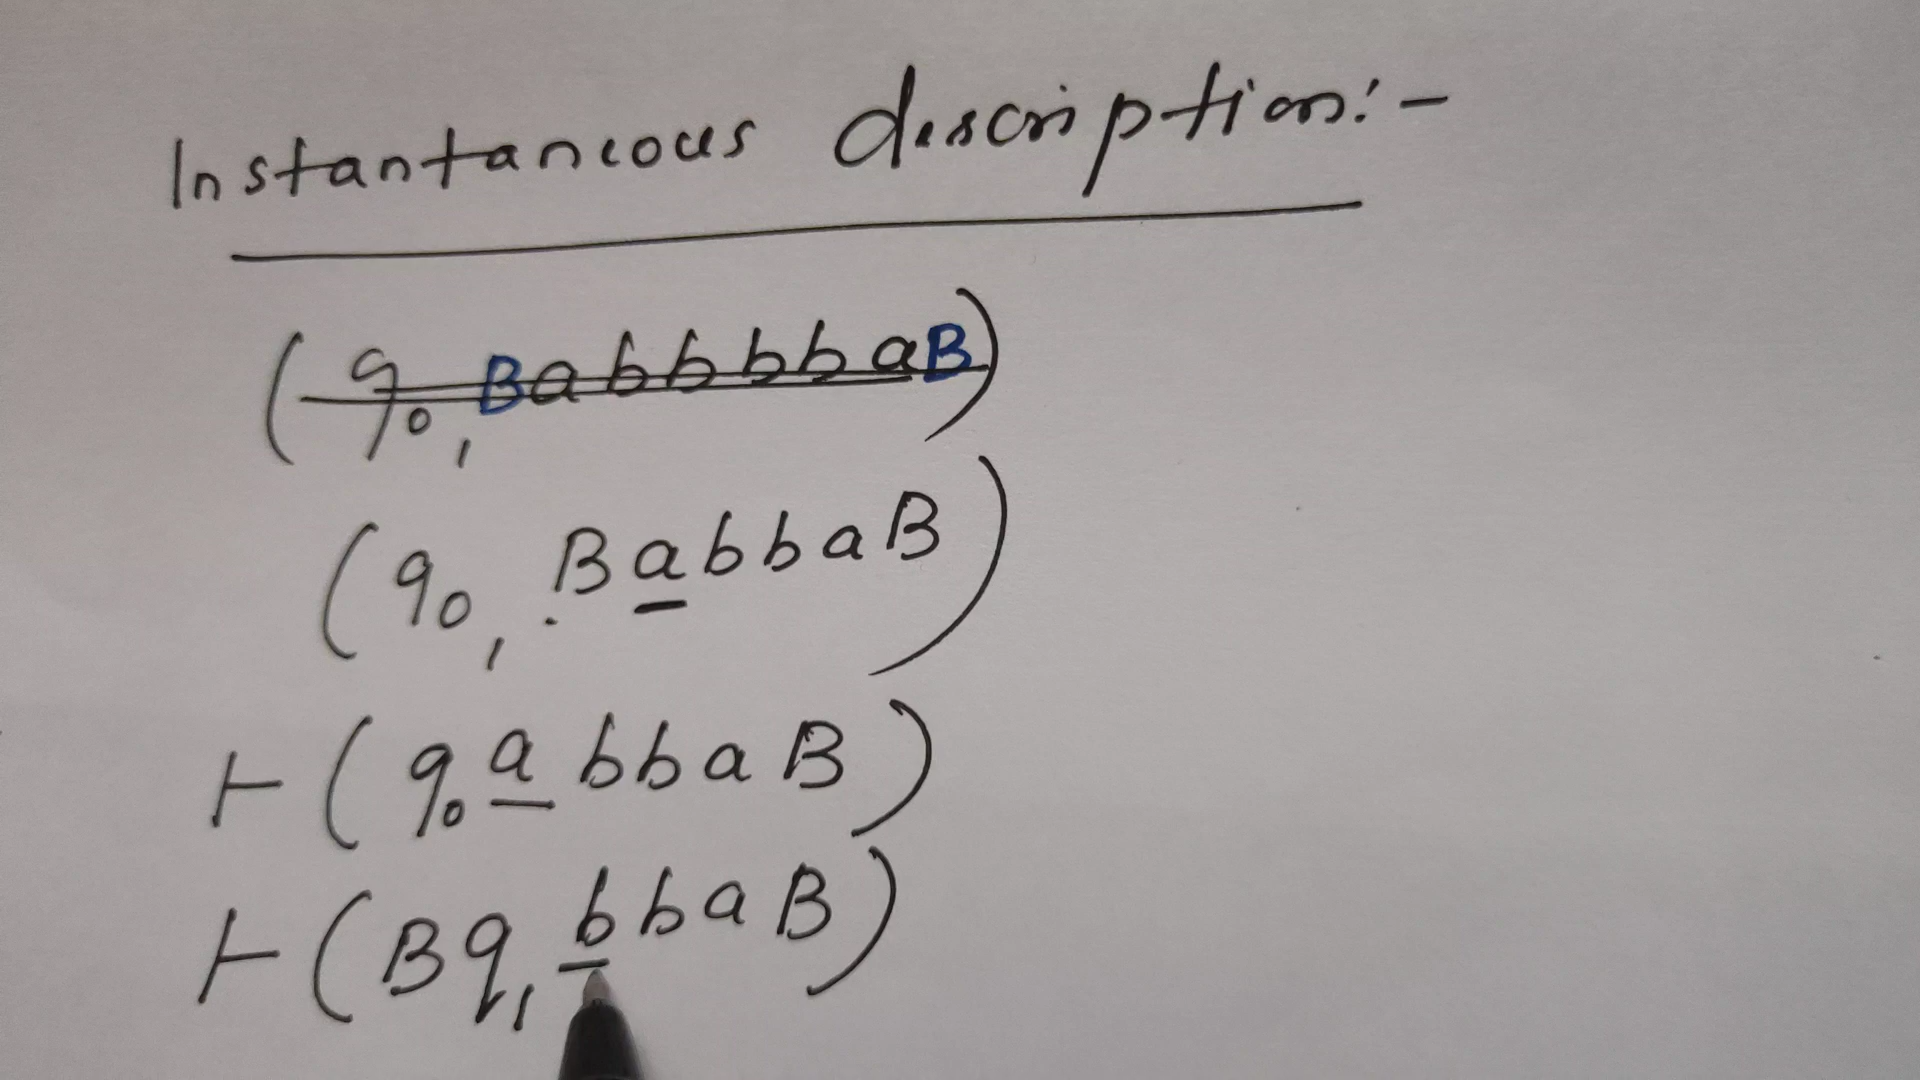 Instantaneous description:-
(q0, BabbbbaB)
(q0, .BabbaB)
⊢(q0abbaB)
⊢(Bq1bbaB)